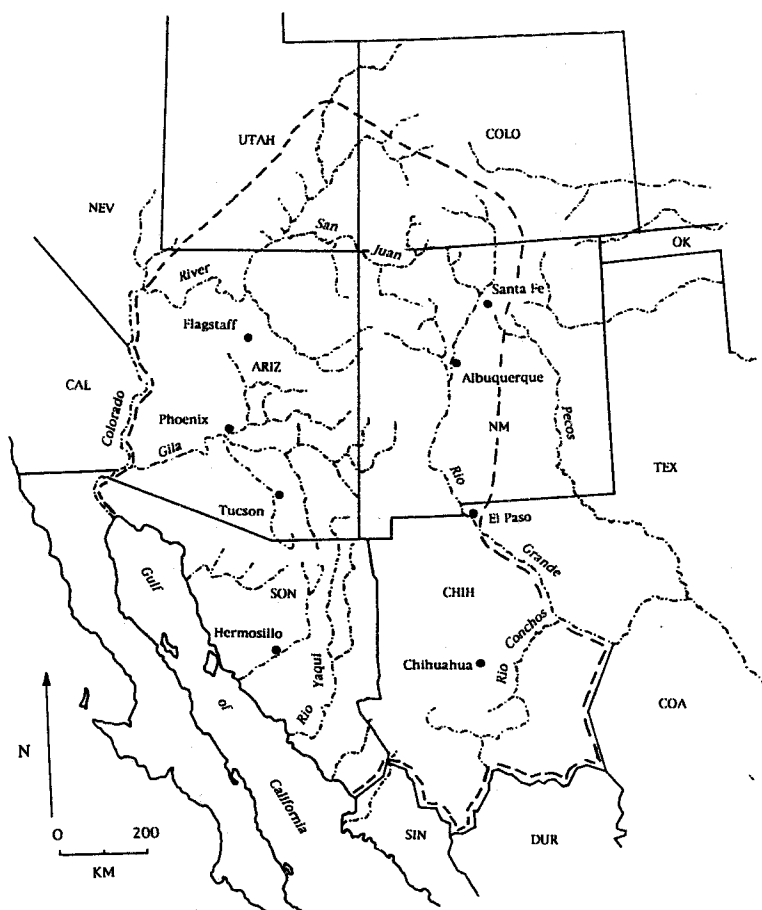 UTAH
COLO
NEV
San
Juan
OK
River
Santa Fe
Flagstaff
ARIZ
CAL
Albuquerque
Colorado
Phoenix
NM
Pecos
Gila
Rio
TEX
Tucson
El Paso
Grande
Gulf
SON
CHIH
Conchos
Hermosillo
Chihuahua
Rio
Yaqui
of
Rio
COA
N
California
0 200
SIN
DUR
KM